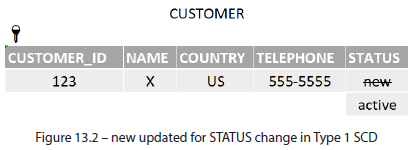 CUSTOMER
CUSTOMER_ID NAME COUNTRY TELEPHONE STATUS
123 X US 555-5555 new
active
Figure 13.2 – new updated for STATUS change in Type 1 SCD